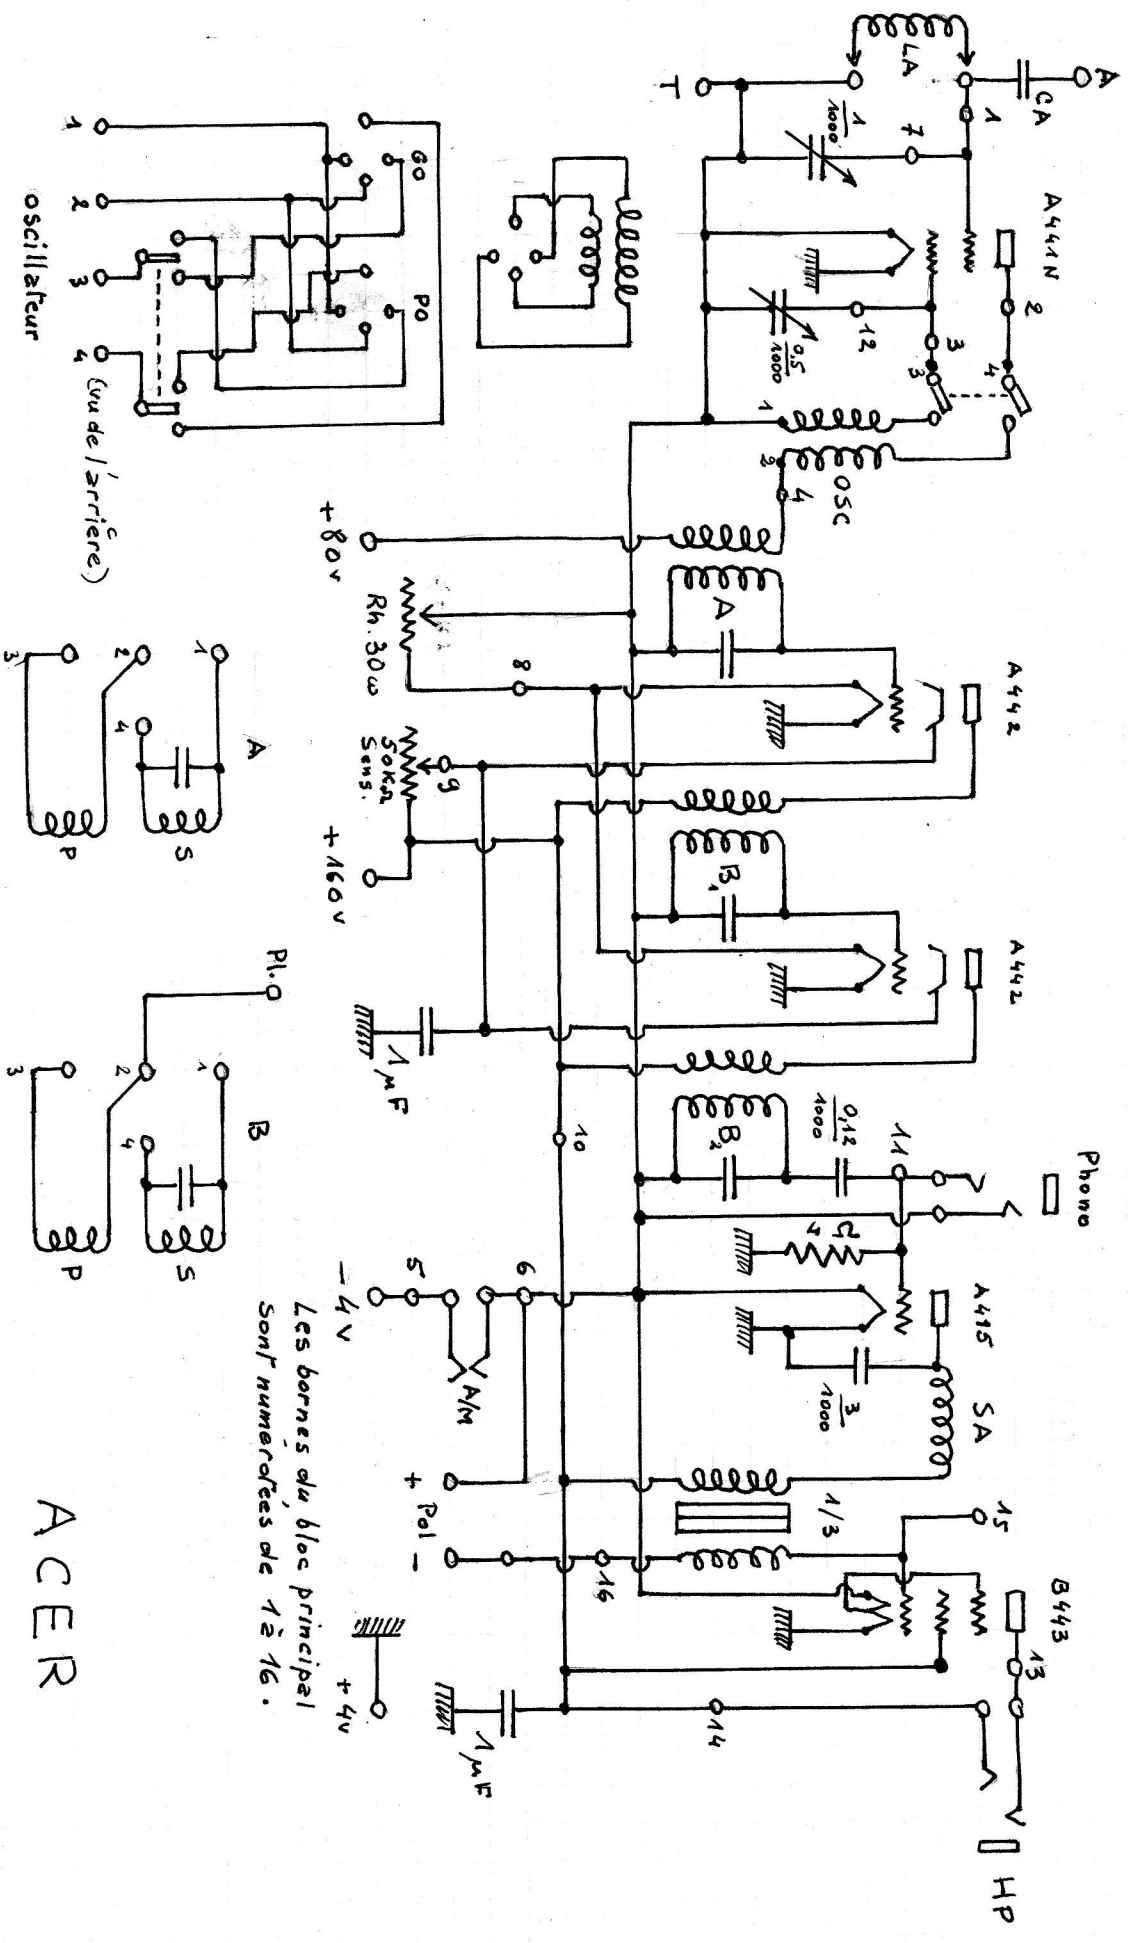 A
CA
1
LA
T
1/1000
7
A441N
2
3
12
0,5/1000
4
3
1
2
OSC
4
+80v
A
Rh. 30ω
8
A442
50KΩ
Sens.
9
+160v
B1
A442
1µF
10
B2
0,12/1000
11
Phono
Ω
4
A415
SA
3/1000
-4v
5
6
A/M
+ Pol -
1/3
15
16
B443
13
14
1µF
+4v
HP
GO
PO
1
2
3
4
oscillateur
(vu de l'arrière)
c
A
1
2
3
4
S
P
B
Pl.
1
2
3
4
S
P
Les bornes du bloc principal
sont numérotées de 1 à 16.
ACER